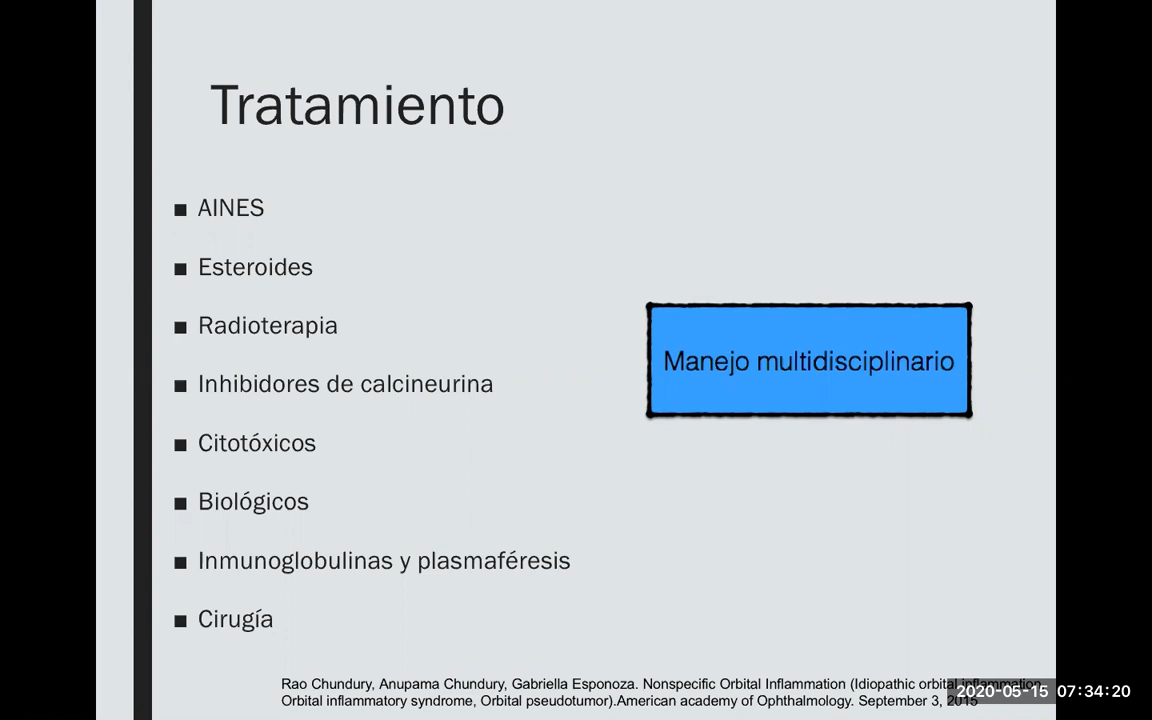 Tratamiento
■ AINES
■ Esteroides
■ Radioterapia
■ Inhibidores de calcineurina
■ Citotóxicos
■ Biológicos
■ Inmunoglobulinas y plasmaféresis
■ Cirugía
Manejo multidisciplinario
Rao Chundury, Anupama Chundury, Gabriella Esponoza. Nonspecific Orbital Inflammation (Idiopathic orbital inflammation,
Orbital inflammatory syndrome, Orbital pseudotumor).American academy of Ophthalmology. September 3, 2015
2020-05-15 07:34:20